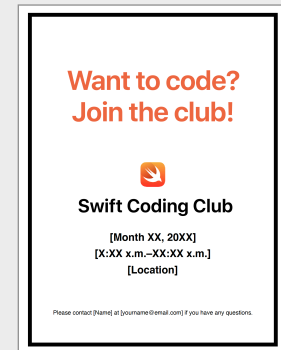 Want to code?
Join the club!
Swift Coding Club
[Month XX, 20XX]
[X:XX x.m.–XX:XX x.m.]
[Location]
Please contact [Name] at [yourname@email.com] if you have any questions.